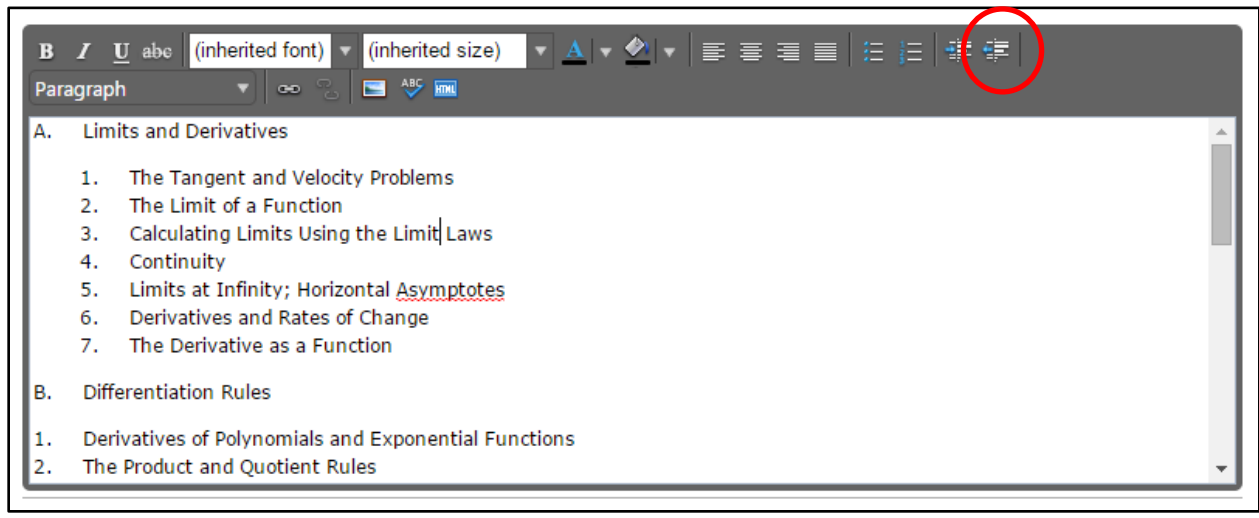 B I U abc (inherited font) (inherited size) A
Paragraph ABC HTML
A. Limits and Derivatives
1. The Tangent and Velocity Problems
2. The Limit of a Function
3. Calculating Limits Using the Limit Laws
4. Continuity
5. Limits at Infinity; Horizontal Asymptotes
6. Derivatives and Rates of Change
7. The Derivative as a Function
B. Differentiation Rules
1. Derivatives of Polynomials and Exponential Functions
2. The Product and Quotient Rules